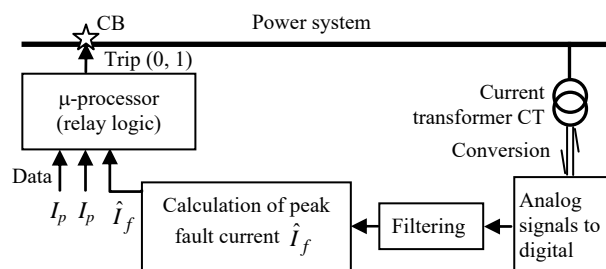 CB
Power system
Trip (0, 1)
μ-processor
(relay logic)
Current
transformer CT
Conversion
Data
I_p I_p Î_f
Calculation of peak
fault current Î_f
Filtering
Analog
signals to
digital